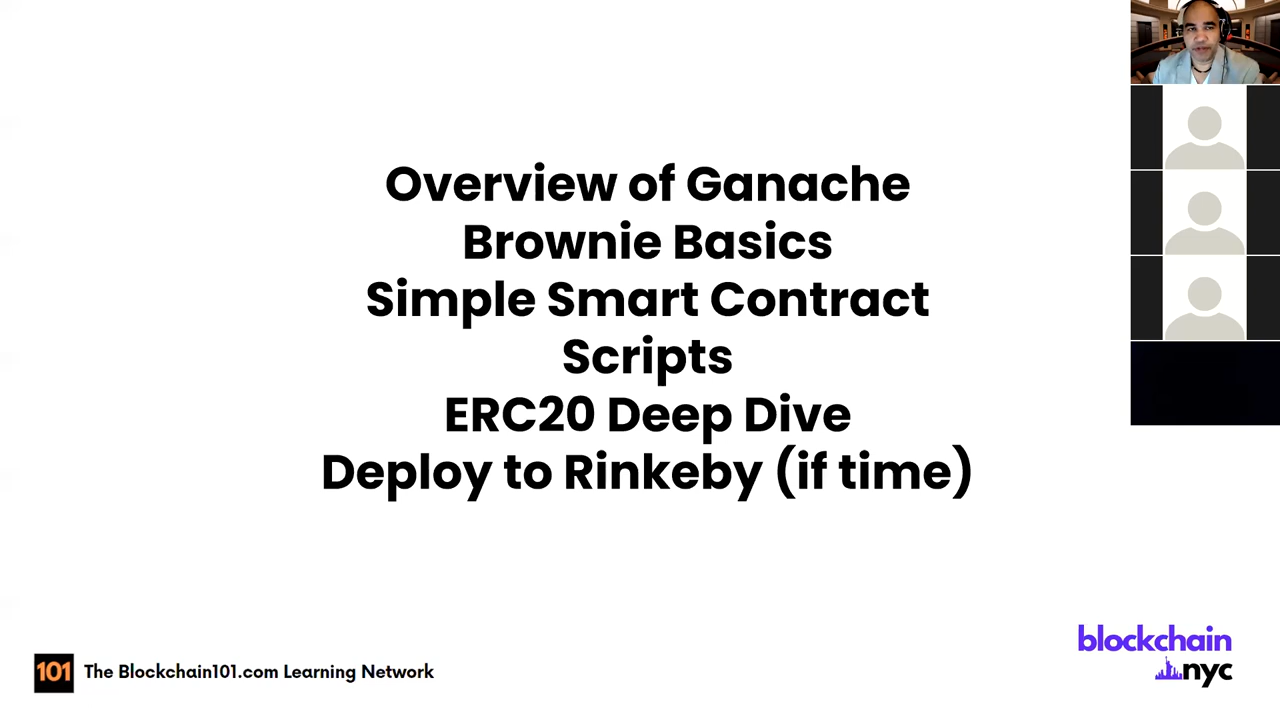 Overview of Ganache
Brownie Basics
Simple Smart Contract
Scripts
ERC20 Deep Dive
Deploy to Rinkeby (if time)
101 The Blockchain101.com Learning Network
blockchain
nyc